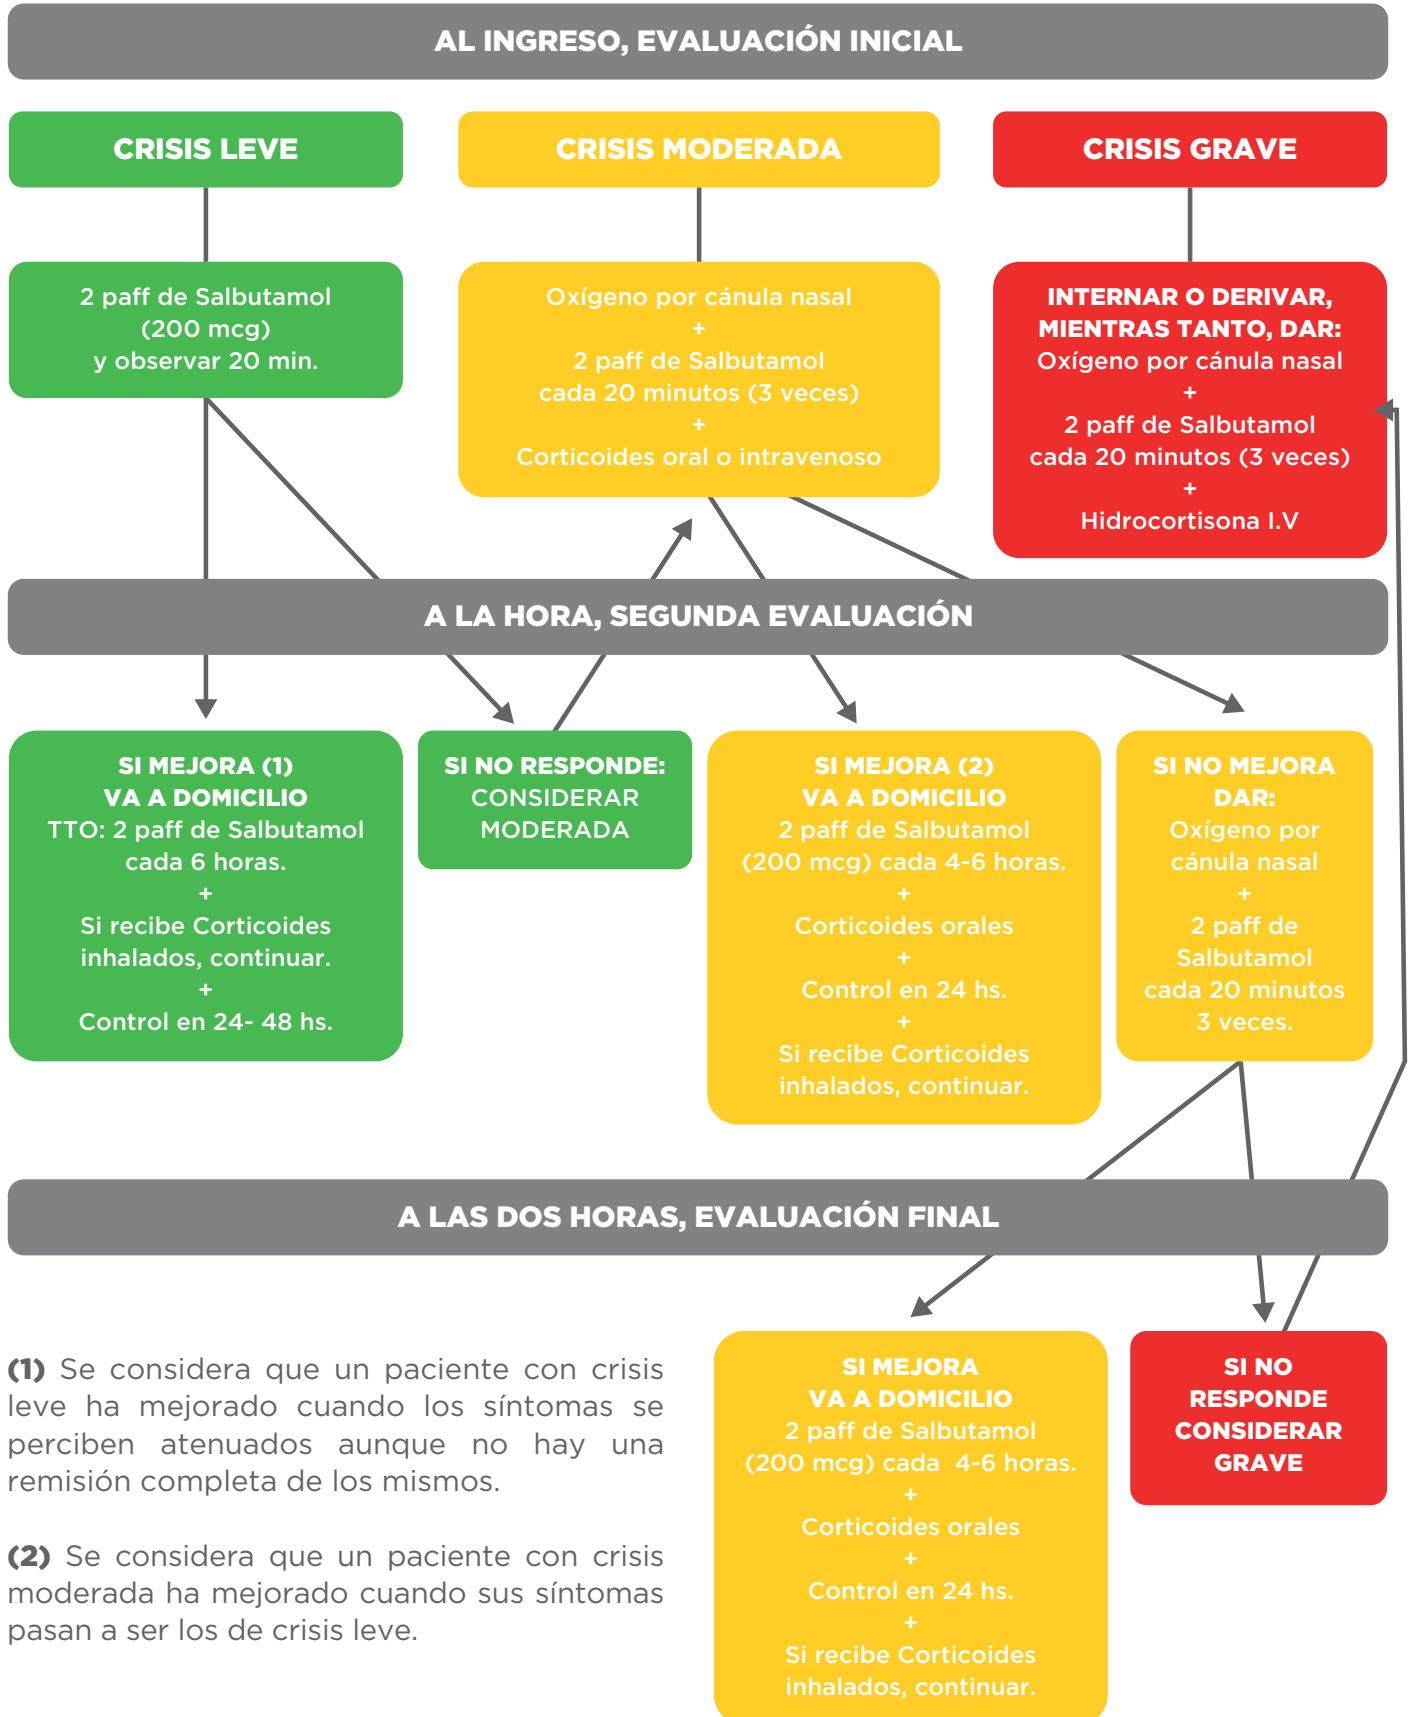 AL INGRESO, EVALUACIÓN INICIAL
CRISIS LEVE
2 paff de Salbutamol
(200 mcg)
y observar 20 min.
CRISIS MODERADA
Oxígeno por cánula nasal
+
2 paff de Salbutamol
cada 20 minutos (3 veces)
+
Corticoides oral o intravenoso
CRISIS GRAVE
INTERNAR O DERIVAR,
MIENTRAS TANTO, DAR:
Oxígeno por cánula nasal
+
2 paff de Salbutamol
cada 20 minutos (3 veces)
+
Hidrocortisona I.V
A LA HORA, SEGUNDA EVALUACIÓN
SI MEJORA (1)
VA A DOMICILIO
TTO: 2 paff de Salbutamol
cada 6 horas.
+
Si recibe Corticoides
inhalados, continuar.
+
Control en 24- 48 hs.
SI NO RESPONDE:
CONSIDERAR
MODERADA
SI MEJORA (2)
VA A DOMICILIO
2 paff de Salbutamol
(200 mcg) cada 4-6 horas.
+
Corticoides orales
+
Control en 24 hs.
+
Si recibe Corticoides
inhalados, continuar.
SI NO MEJORA
DAR:
Oxígeno por
cánula nasal
+
2 paff de
Salbutamol
cada 20 minutos
3 veces.
A LAS DOS HORAS, EVALUACIÓN FINAL
(1) Se considera que un paciente con crisis
leve ha mejorado cuando los síntomas se
perciben atenuados aunque no hay una
remisión completa de los mismos.
(2) Se considera que un paciente con crisis
moderada ha mejorado cuando sus síntomas
pasan a ser los de crisis leve.
SI MEJORA
VA A DOMICILIO
2 paff de Salbutamol
(200 mcg) cada  4-6 horas.
+
Corticoides orales
+
Control en 24 hs.
+
Si recibe Corticoides
inhalados, continuar.
SI NO
RESPONDE
CONSIDERAR
GRAVE